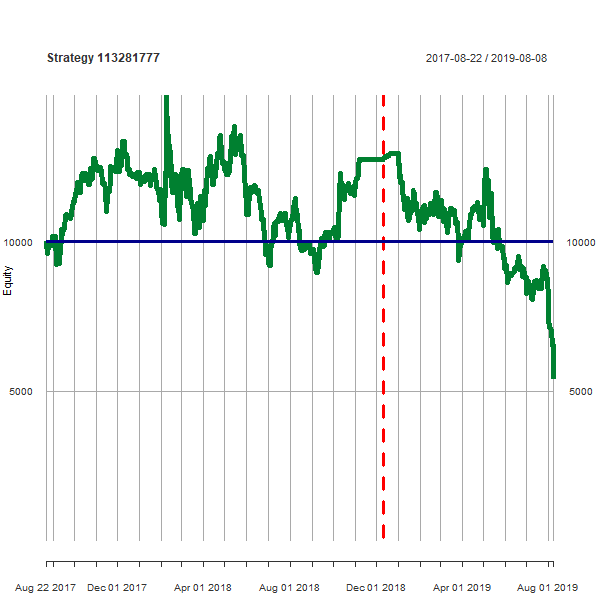 Strategy 113281777 2017-08-22 / 2019-08-08
10000 10000
Equity
5000 5000
Aug 22 2017 Dec 01 2017 Apr 01 2018 Aug 01 2018 Dec 01 2018 Apr 01 2019 Aug 01 2019